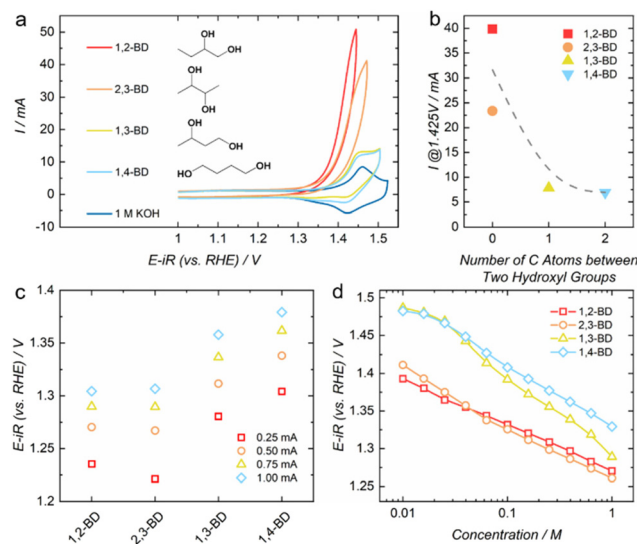 a
50
40
30
20
10
0
-10
I / mA
1,2-BD
OH
OH
2,3-BD
OH
OH
1,3-BD
OH
OH
1,4-BD
HO
OH
1 M KOH
1
1.1
1.2
1.3
1.4
1.5
E-iR (vs. RHE) / V
b
40
35
30
25
20
15
10
5
0
I @1.425V / mA
1,2-BD
2,3-BD
1,3-BD
1,4-BD
0
1
2
Number of C Atoms between
Two Hydroxyl Groups
c
1.4
1.35
1.3
1.25
1.2
E-iR (vs. RHE) / V
0.25 mA
0.50 mA
0.75 mA
1.00 mA
1,2-BD
2,3-BD
1,3-BD
1,4-BD
d
1.5
1.45
1.4
1.35
1.3
1.25
1.2
E-iR (vs. RHE) / V
1,2-BD
2,3-BD
1,3-BD
1,4-BD
0.01
0.1
1
Concentration / M